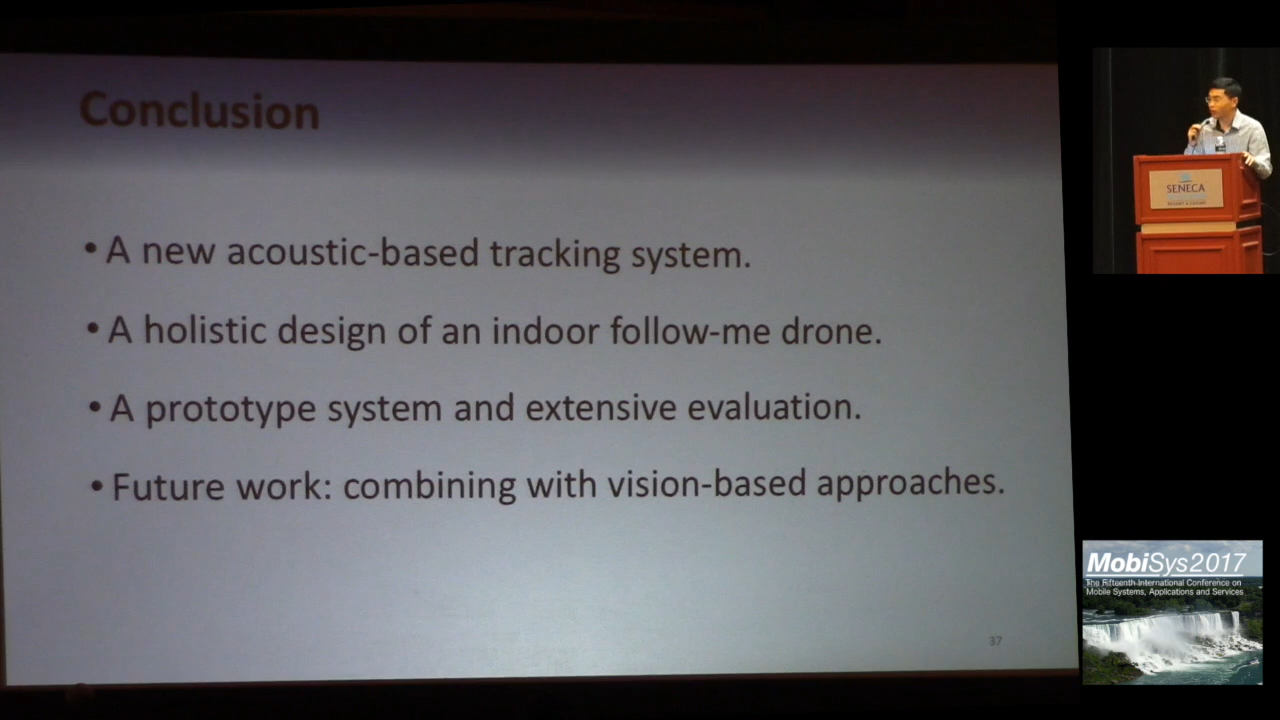 Conclusion
• A new acoustic-based tracking system.
• A holistic design of an indoor follow-me drone.
• A prototype system and extensive evaluation.
• Future work: combining with vision-based approaches.
37
SENECA
MobiSys2017
The Fifteenth International Conference on
Mobile Systems, Applications and Services